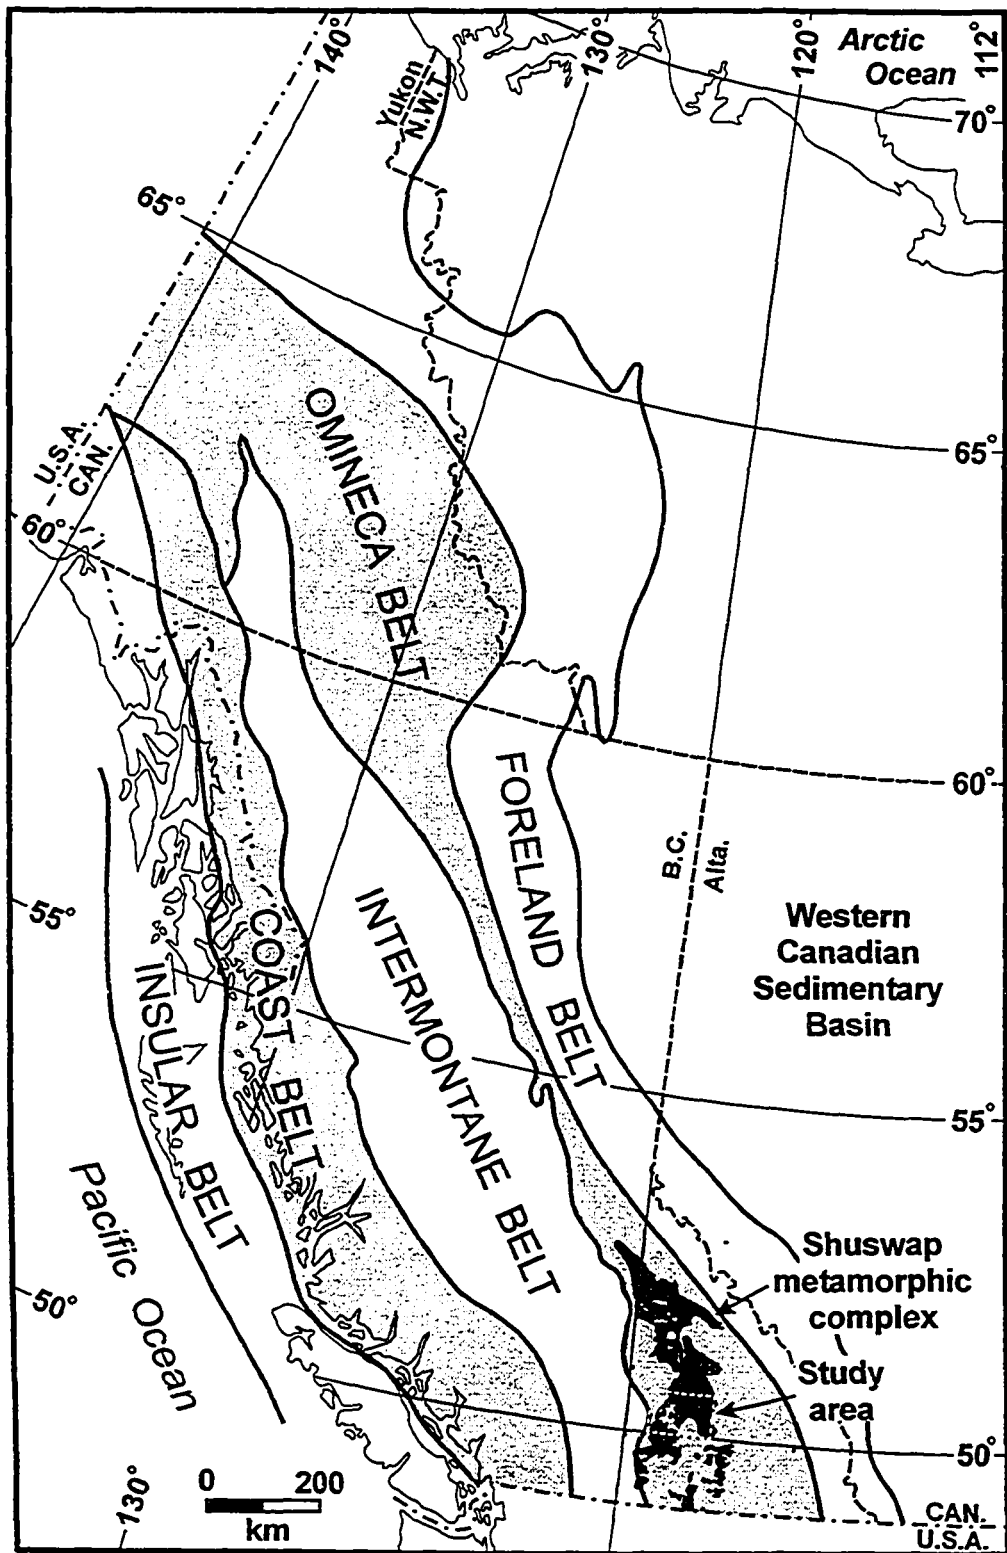 140°
130°
120°
Arctic
Ocean
112°
70°
Yukon
N.W.T
65°
65°
U.S.A.
CAN.
60°
OMINECA BELT
60°
FORELAND BELT
B.C.
Alta.
55°
Western
Canadian
Sedimentary
Basin
COAST BELT
INTERMONTANE BELT
INSULAR BELT
55°
Pacific Ocean
50°
Shuswap
metamorphic
complex
Study
area
50°
0 200
km
130°
CAN.
U.S.A.